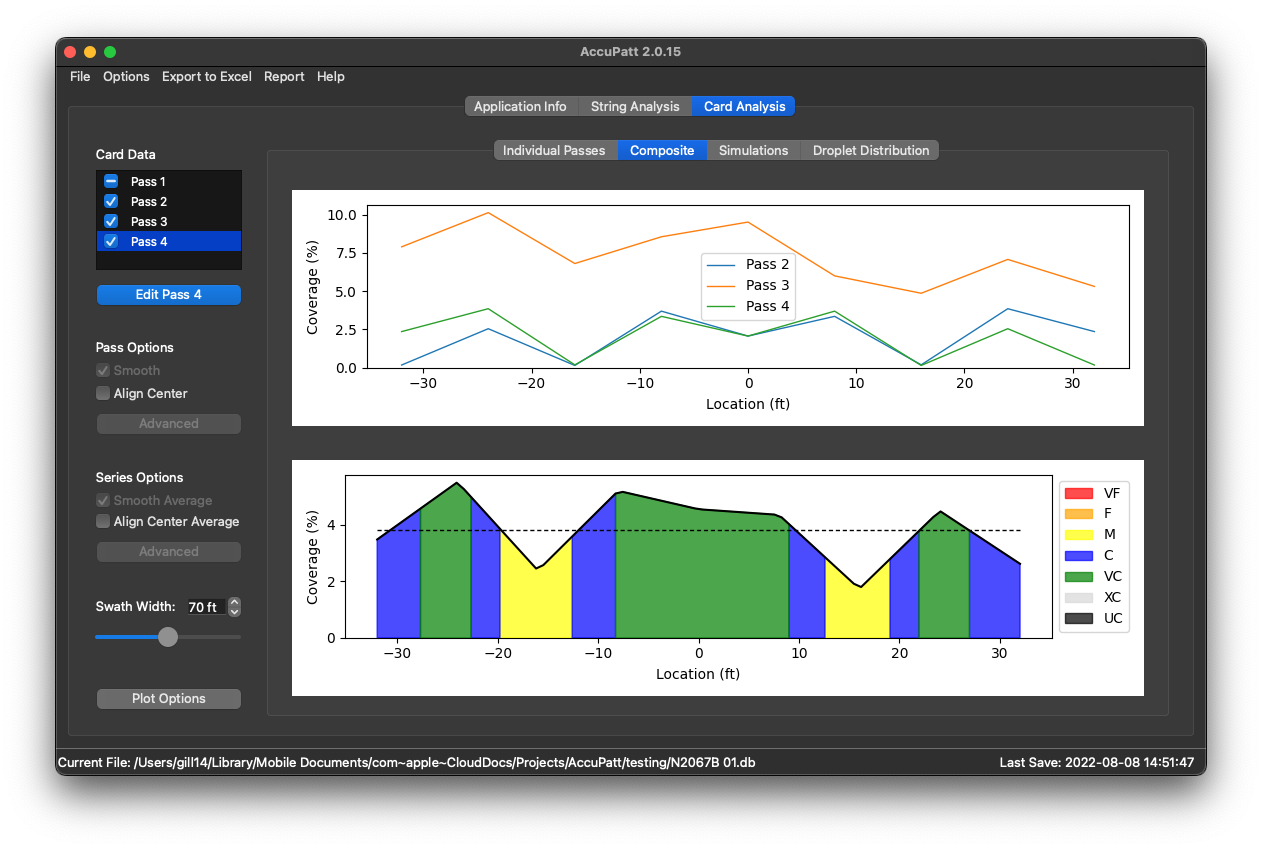 AccuPatt 2.0.15
File Options Export to Excel Report Help
Application Info String Analysis Card Analysis
Card Data
Pass 1
Pass 2
Pass 3
Pass 4
Edit Pass 4
Pass Options
Smooth
Align Center
Advanced
Series Options
Smooth Average
Align Center Average
Advanced
Swath Width: 70 ft
Plot Options
Individual Passes Composite Simulations Droplet Distribution
Coverage (%)
10.0
7.5
5.0
2.5
0.0
Pass 2
Pass 3
Pass 4
−30 −20 −10 0 10 20 30
Location (ft)
Coverage (%)
4
2
0
−30 −20 −10 0 10 20 30
Location (ft)
VF
F
M
C
VC
XC
UC
Current File: /Users/gill14/Library/Mobile Documents/com~apple~CloudDocs/Projects/AccuPatt/testing/N2067B 01.db Last Save: 2022-08-08 14:51:47